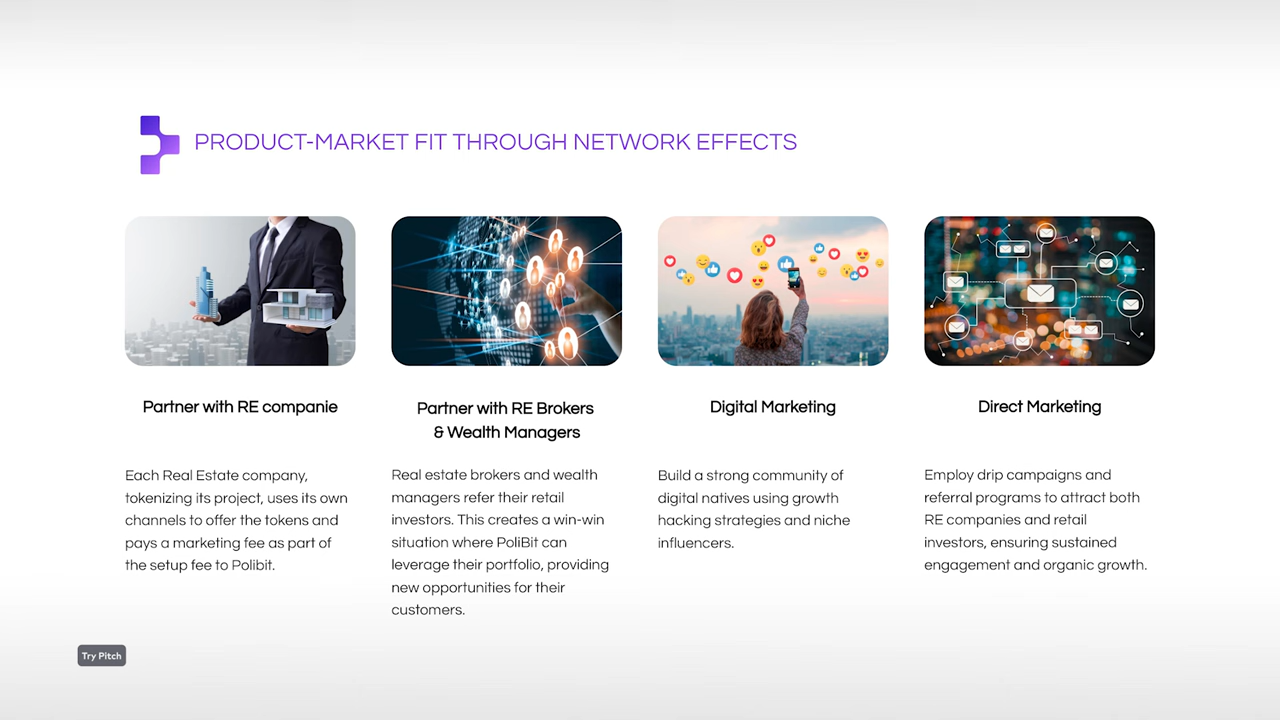 PRODUCT-MARKET FIT THROUGH NETWORK EFFECTS
Partner with RE companie
Each Real Estate company,
tokenizing its project, uses its own
channels to offer the tokens and
pays a marketing fee as part of
the setup fee to Polibit.
Partner with RE Brokers
& Wealth Managers
Real estate brokers and wealth
managers refer their retail
investors. This creates a win-win
situation where PoliBit can
leverage their portfolio, providing
new opportunities for their
customers.
Digital Marketing
Build a strong community of
digital natives using growth
hacking strategies and niche
influencers.
Direct Marketing
Employ drip campaigns and
referral programs to attract both
RE companies and retail
investors, ensuring sustained
engagement and organic growth.
Try Pitch